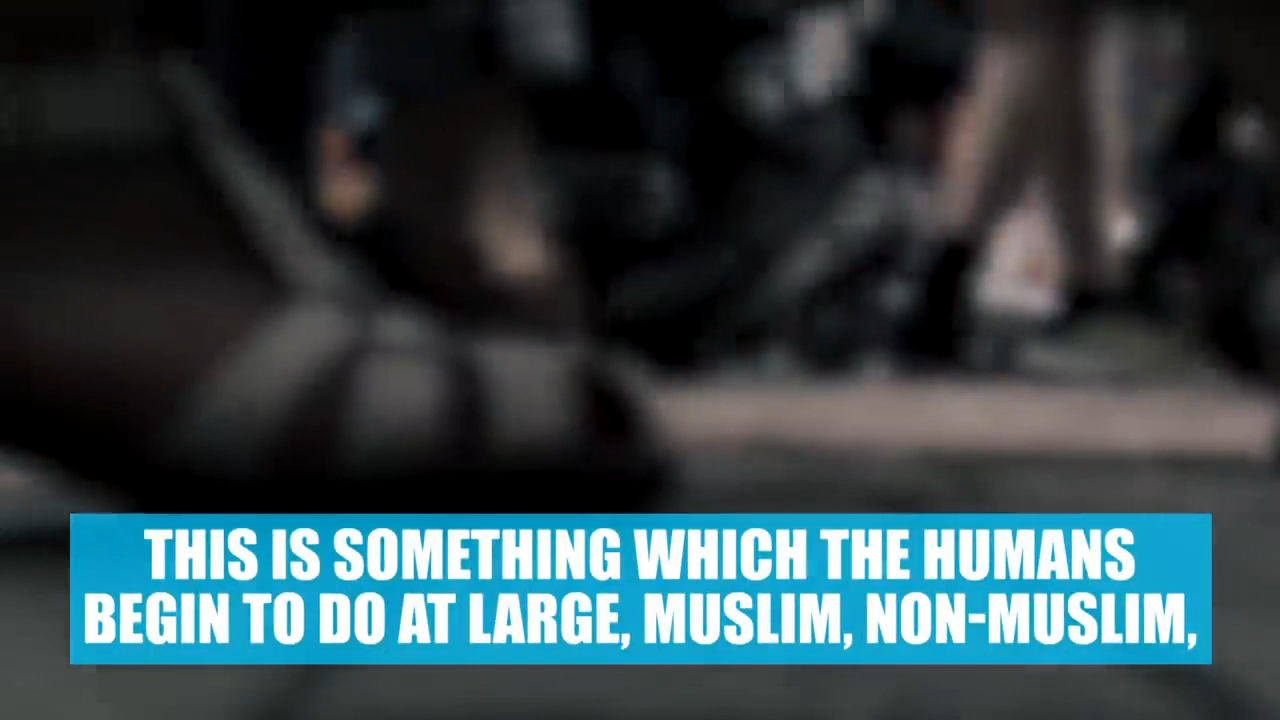 THIS IS SOMETHING WHICH THE HUMANS
BEGIN TO DO AT LARGE, MUSLIM, NON-MUSLIM,